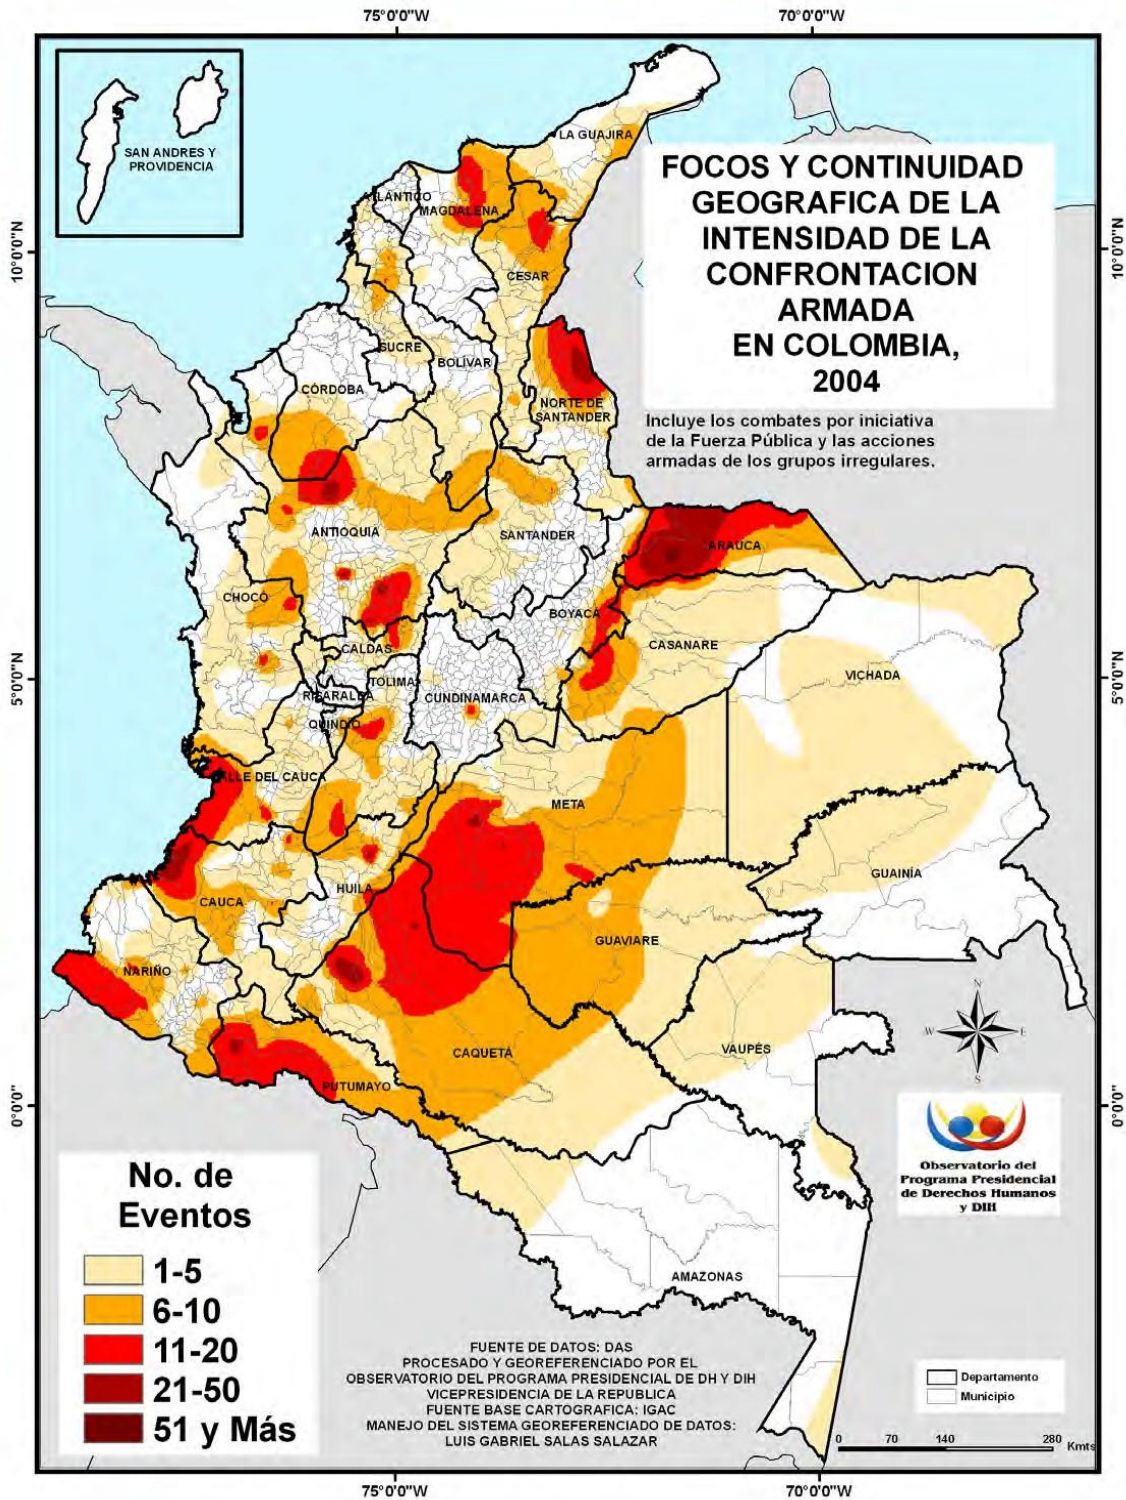 75°0'0"W
70°0'0"W
SAN ANDRES Y
PROVIDENCIA
FOCOS Y CONTINUIDAD
GEOGRAFICA DE LA
INTENSIDAD DE LA
CONFRONTACION
ARMADA
EN COLOMBIA,
2004
Incluye los combates por iniciativa
de la Fuerza Pública y las acciones
armadas de los grupos irregulares.
10°0'0"N
10°0'0"N
LA GUAJIRA
ATLÁNTICO
MAGDALENA
CESAR
SUCRE
BOLÍVAR
CÓRDOBA
NORTE DE
SANTANDER
ANTIOQUIA
SANTANDER
ARAUCA
CHOCÓ
BOYACÁ
CASANARE
CALDAS
VICHADA
5°0'0"N
5°0'0"N
TOLIMA
RISARALDA
CUNDINAMARCA
QUINDIO
VALLE DEL CAUCA
META
GUAINÍA
HUILA
CAUCA
GUAVIARE
NARIÑO
N
W
E
S
CAQUETÁ
VAUPÉS
PUTUMAYO
0°0'0"
0°0'0"
Observatorio del
Programa Presidencial
de Derechos Humanos
y DIH
No. de
Eventos
1-5
6-10
11-20
21-50
51 y Más
AMAZONAS
FUENTE DE DATOS: DAS
PROCESADO Y GEOREFERENCIADO POR EL
OBSERVATORIO DEL PROGRAMA PRESIDENCIAL DE DH Y DIH
VICEPRESIDENCIA DE LA REPUBLICA
FUENTE BASE CARTOGRAFICA: IGAC
MANEJO DEL SISTEMA GEOREFERENCIADO DE DATOS:
LUIS GABRIEL SALAS SALAZAR
Departamento
Municipio
0 70 140 280
Kmts
75°0'0"W
70°0'0"W